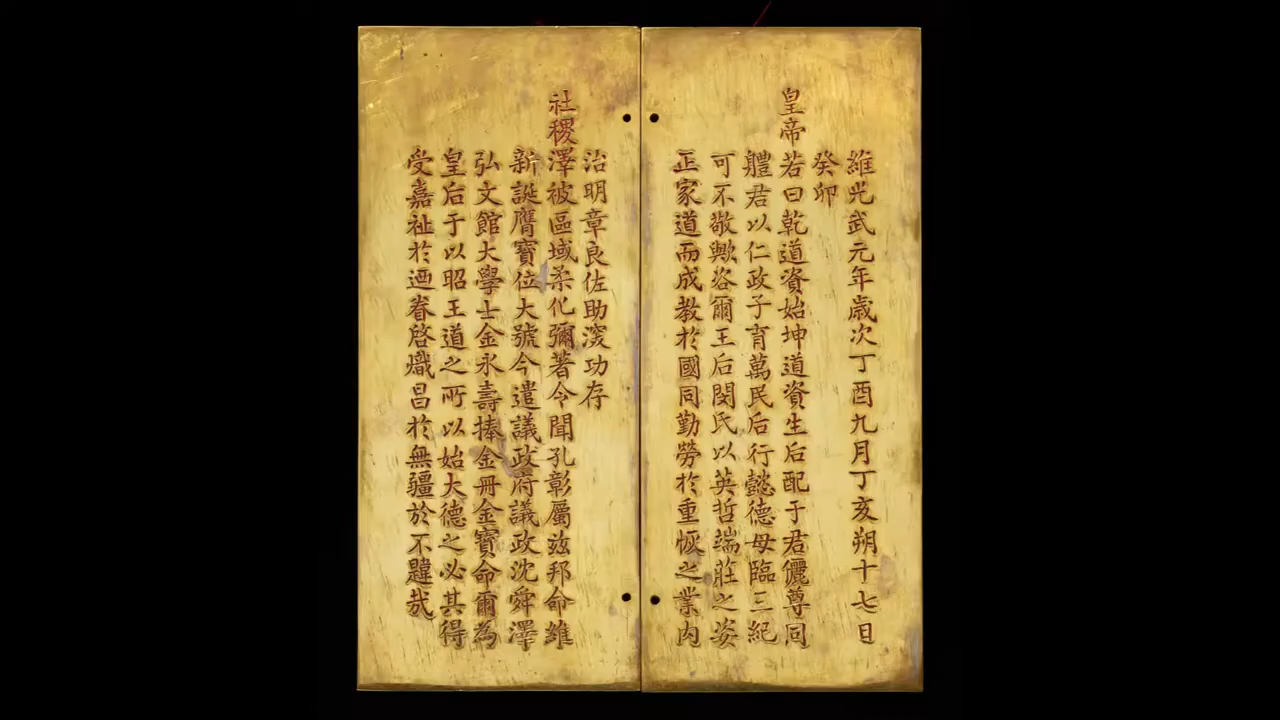 維光武元年歲次丁酉九月丁亥朔十七日
癸卯
皇帝若曰乾道資始坤道資生后配于君儷尊同
軆君以仁政子育萬民后行懿德母臨三紀
可不敬歟咨爾王后閔氏以英哲端莊之姿
正家道而成教於國同勤勞於重恢之業內
治明章良佐助深功存
社稷澤被區域柔化彌著令聞孔彰屬玆邦命維
新誕膺寶位大號今遣議政府議政沈舜澤
弘文館大學士金永壽捧金冊金寶命爾為
皇后于以昭王道之所以始大德之必其得
受嘉祉於迺眷啓熾昌於無疆於不韙哉